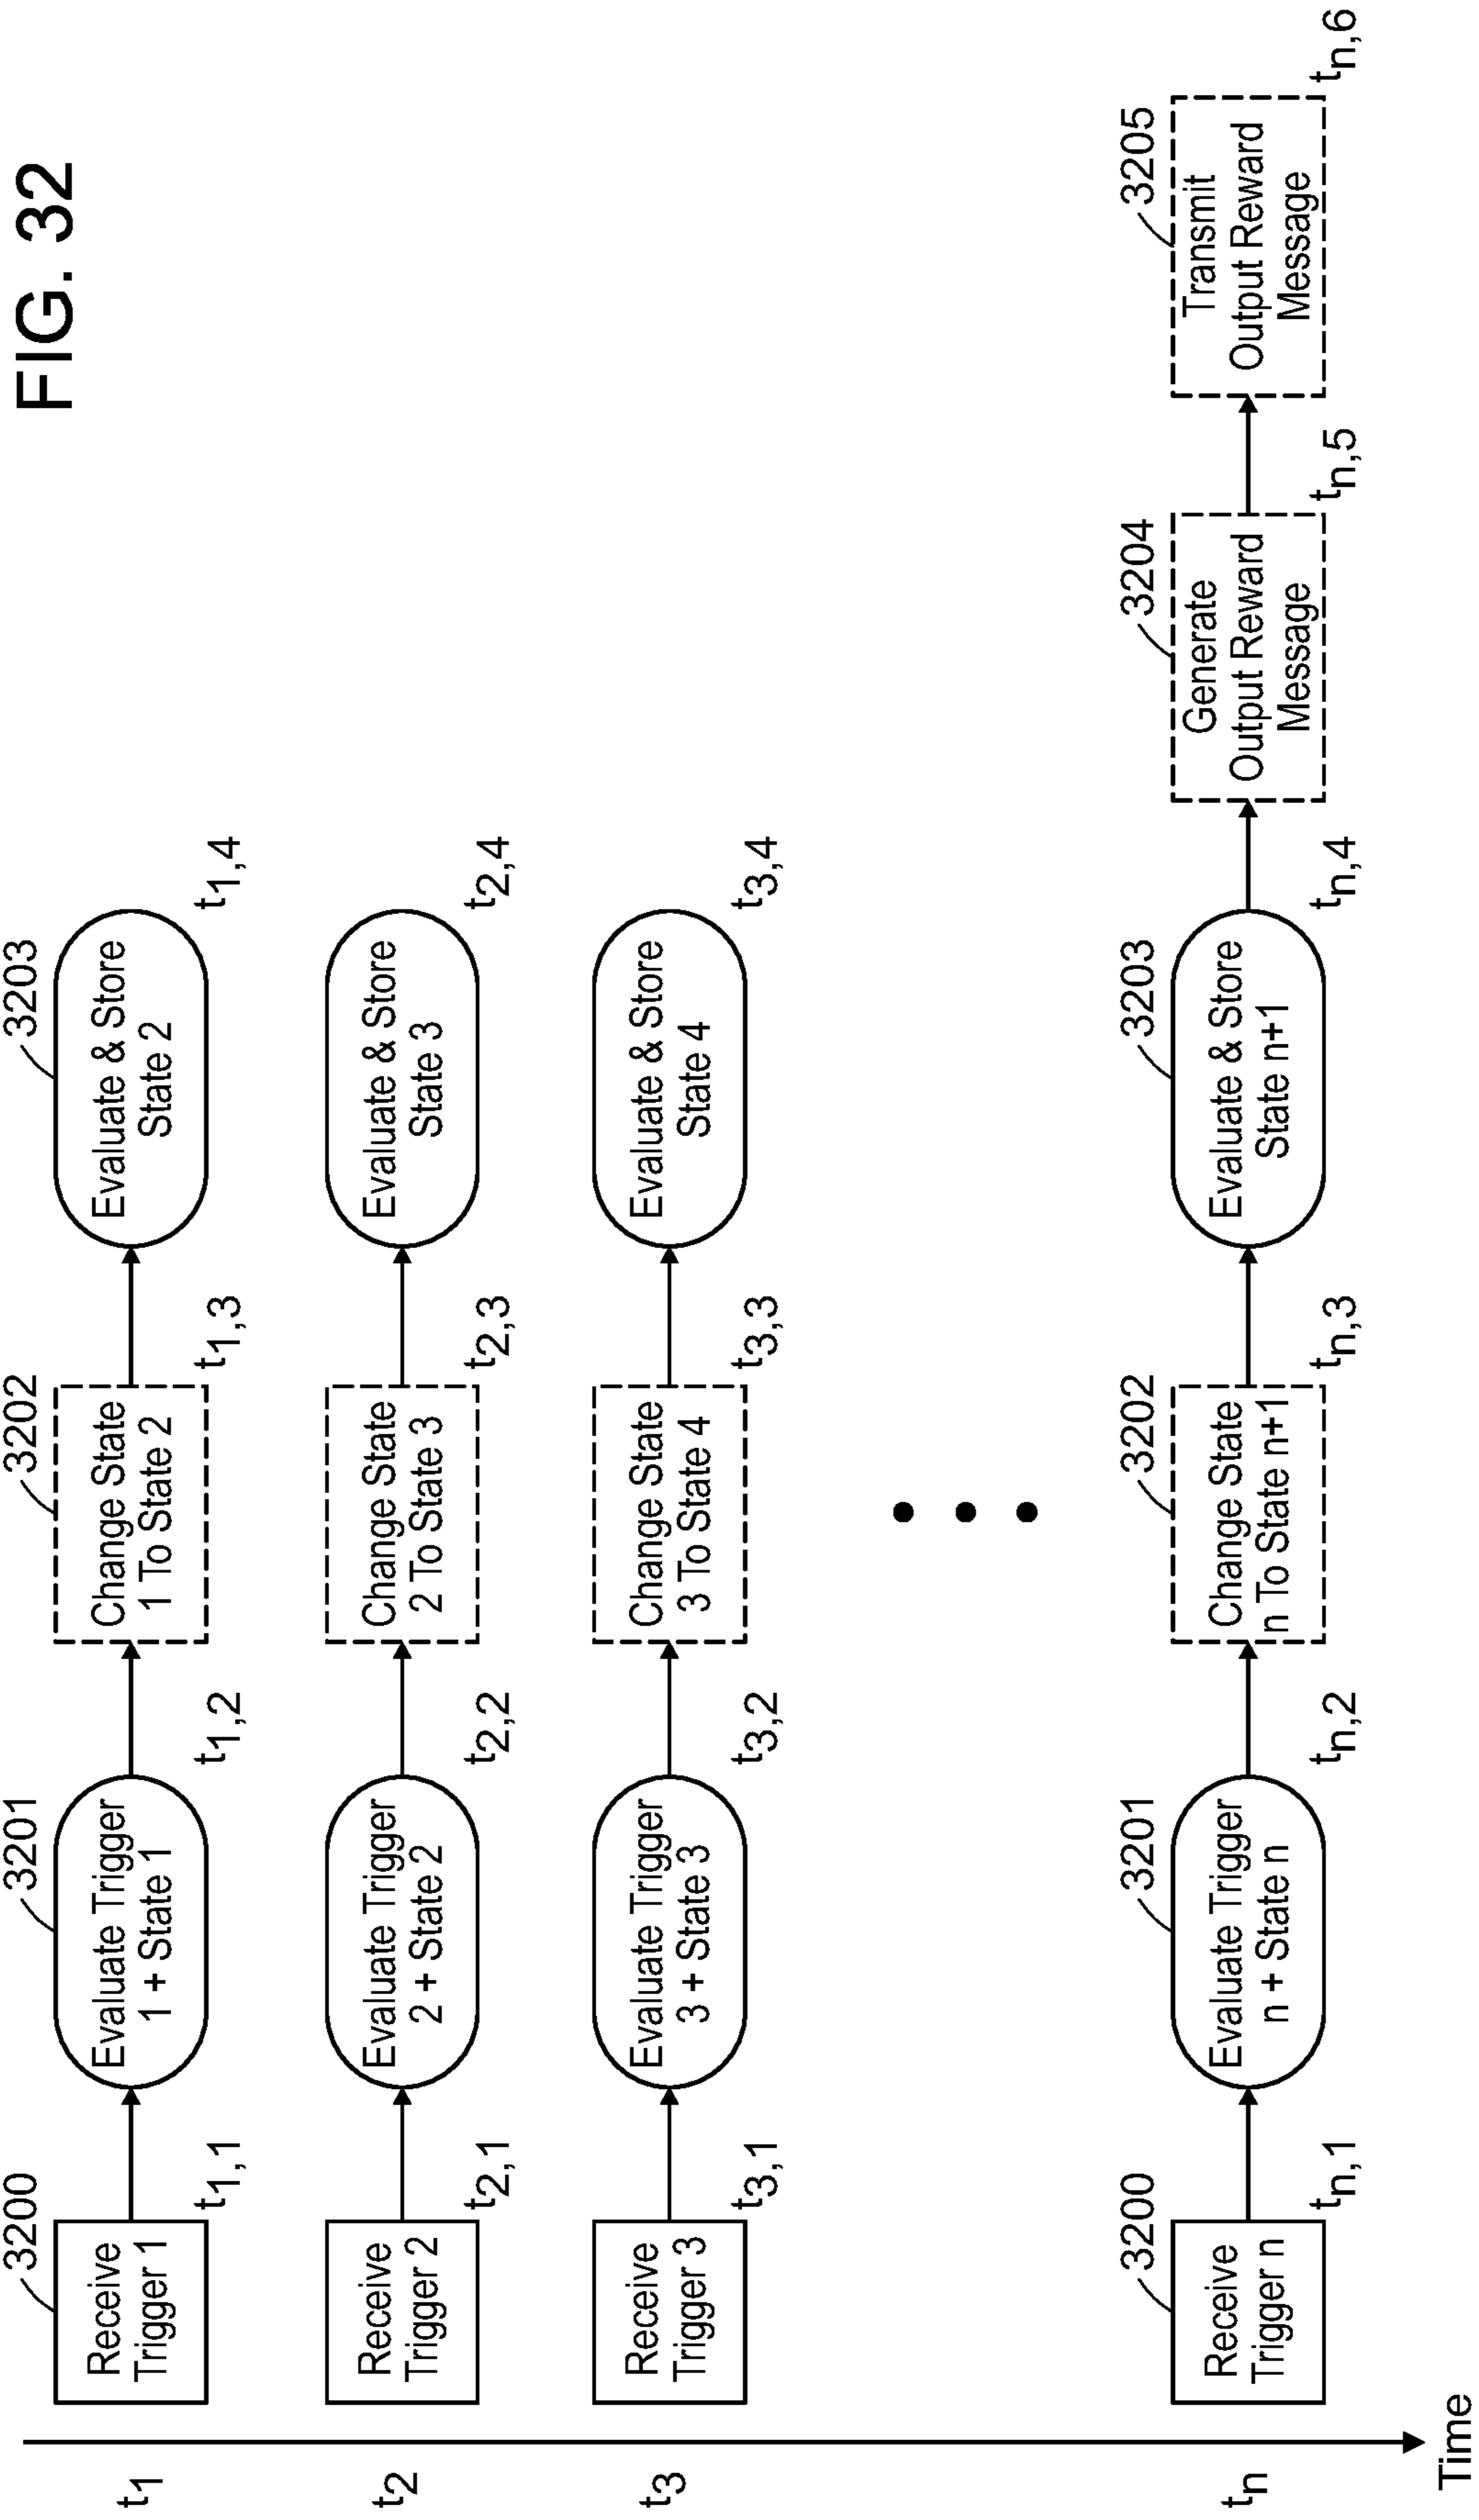 FIG. 32
t1
3200
Receive
Trigger 1
t1,1
3201
Evaluate Trigger
1 + State 1
t1,2
3202
Change State
1 To State 2
t1,3
3203
Evaluate & Store
State 2
t1,4
t2
Receive
Trigger 2
t2,1
Evaluate Trigger
2 + State 2
t2,2
Change State
2 To State 3
t2,3
Evaluate & Store
State 3
t2,4
t3
Receive
Trigger 3
t3,1
Evaluate Trigger
3 + State 3
t3,2
Change State
3 To State 4
t3,3
Evaluate & Store
State 4
t3,4
tn
3200
Receive
Trigger n
tn,1
3201
Evaluate Trigger
n + State n
tn,2
3202
Change State
n To State n+1
tn,3
3203
Evaluate & Store
State n+1
tn,4
3204
Generate
Output Reward
Message
tn,5
3205
Transmit
Output Reward
Message
tn,6
Time